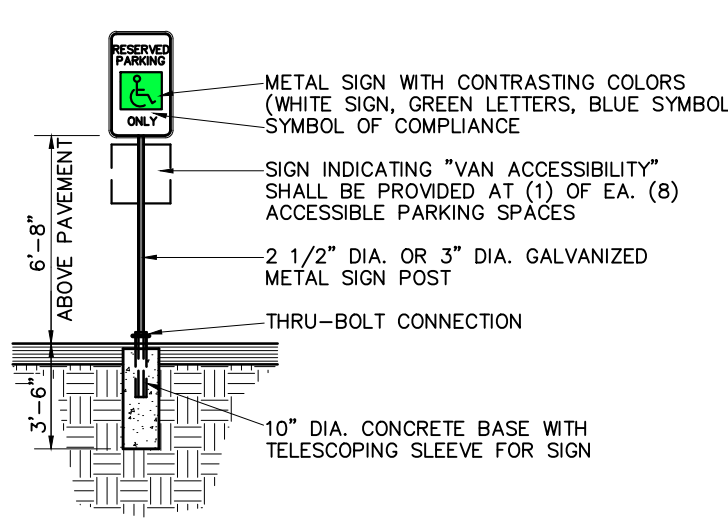 RESERVED
PARKING
ONLY
METAL SIGN WITH CONTRASTING COLORS
(WHITE SIGN, GREEN LETTERS, BLUE SYMBOL
SYMBOL OF COMPLIANCE
SIGN INDICATING "VAN ACCESSIBILITY"
SHALL BE PROVIDED AT (1) OF EA. (8)
ACCESSIBLE PARKING SPACES
6'-8"
ABOVE PAVEMENT
2 1/2" DIA. OR 3" DIA. GALVANIZED
METAL SIGN POST
THRU-BOLT CONNECTION
3'-6"
10" DIA. CONCRETE BASE WITH
TELESCOPING SLEEVE FOR SIGN